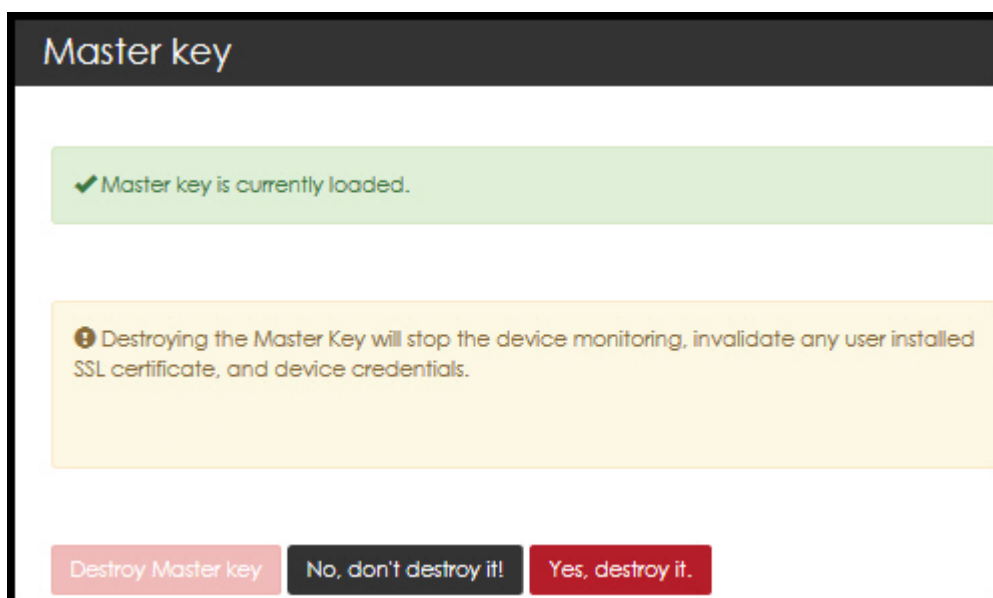 Master key
Master key is currently loaded.
Destroying the Master Key will stop the device monitoring, invalidate any user installed
SSL certificate, and device credentials.
Destroy Master key No, don't destroy it! Yes, destroy it.